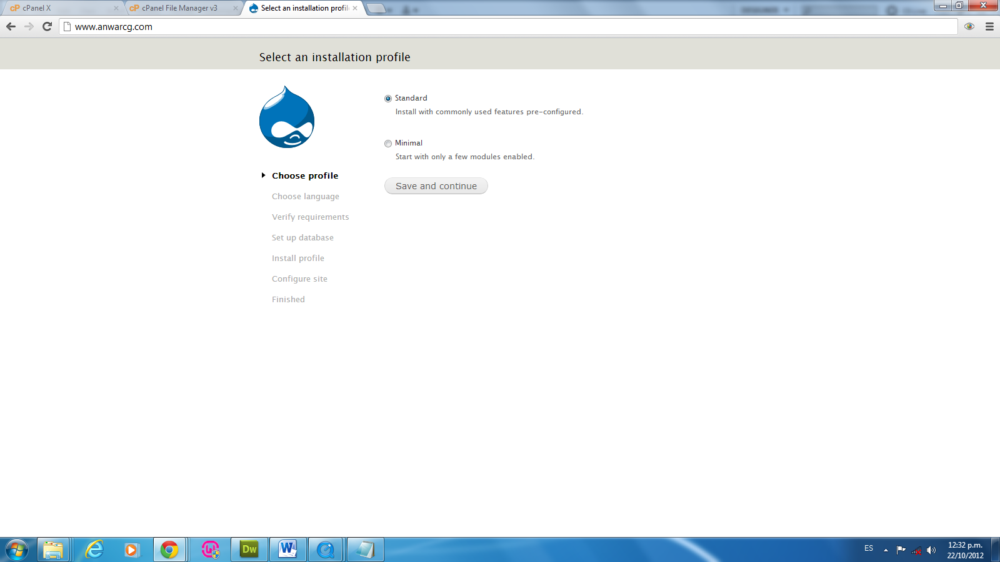 cPanel X
cPanel File Manager v3
Select an installation profil
www.anwarcg.com
Select an installation profile
Standard
Install with commonly used features pre-configured.
Minimal
Start with only a few modules enabled.
Save and continue
Choose profile
Choose language
Verify requirements
Set up database
Install profile
Configure site
Finished
Dw
W
ES
12:32 p.m.
22/10/2012